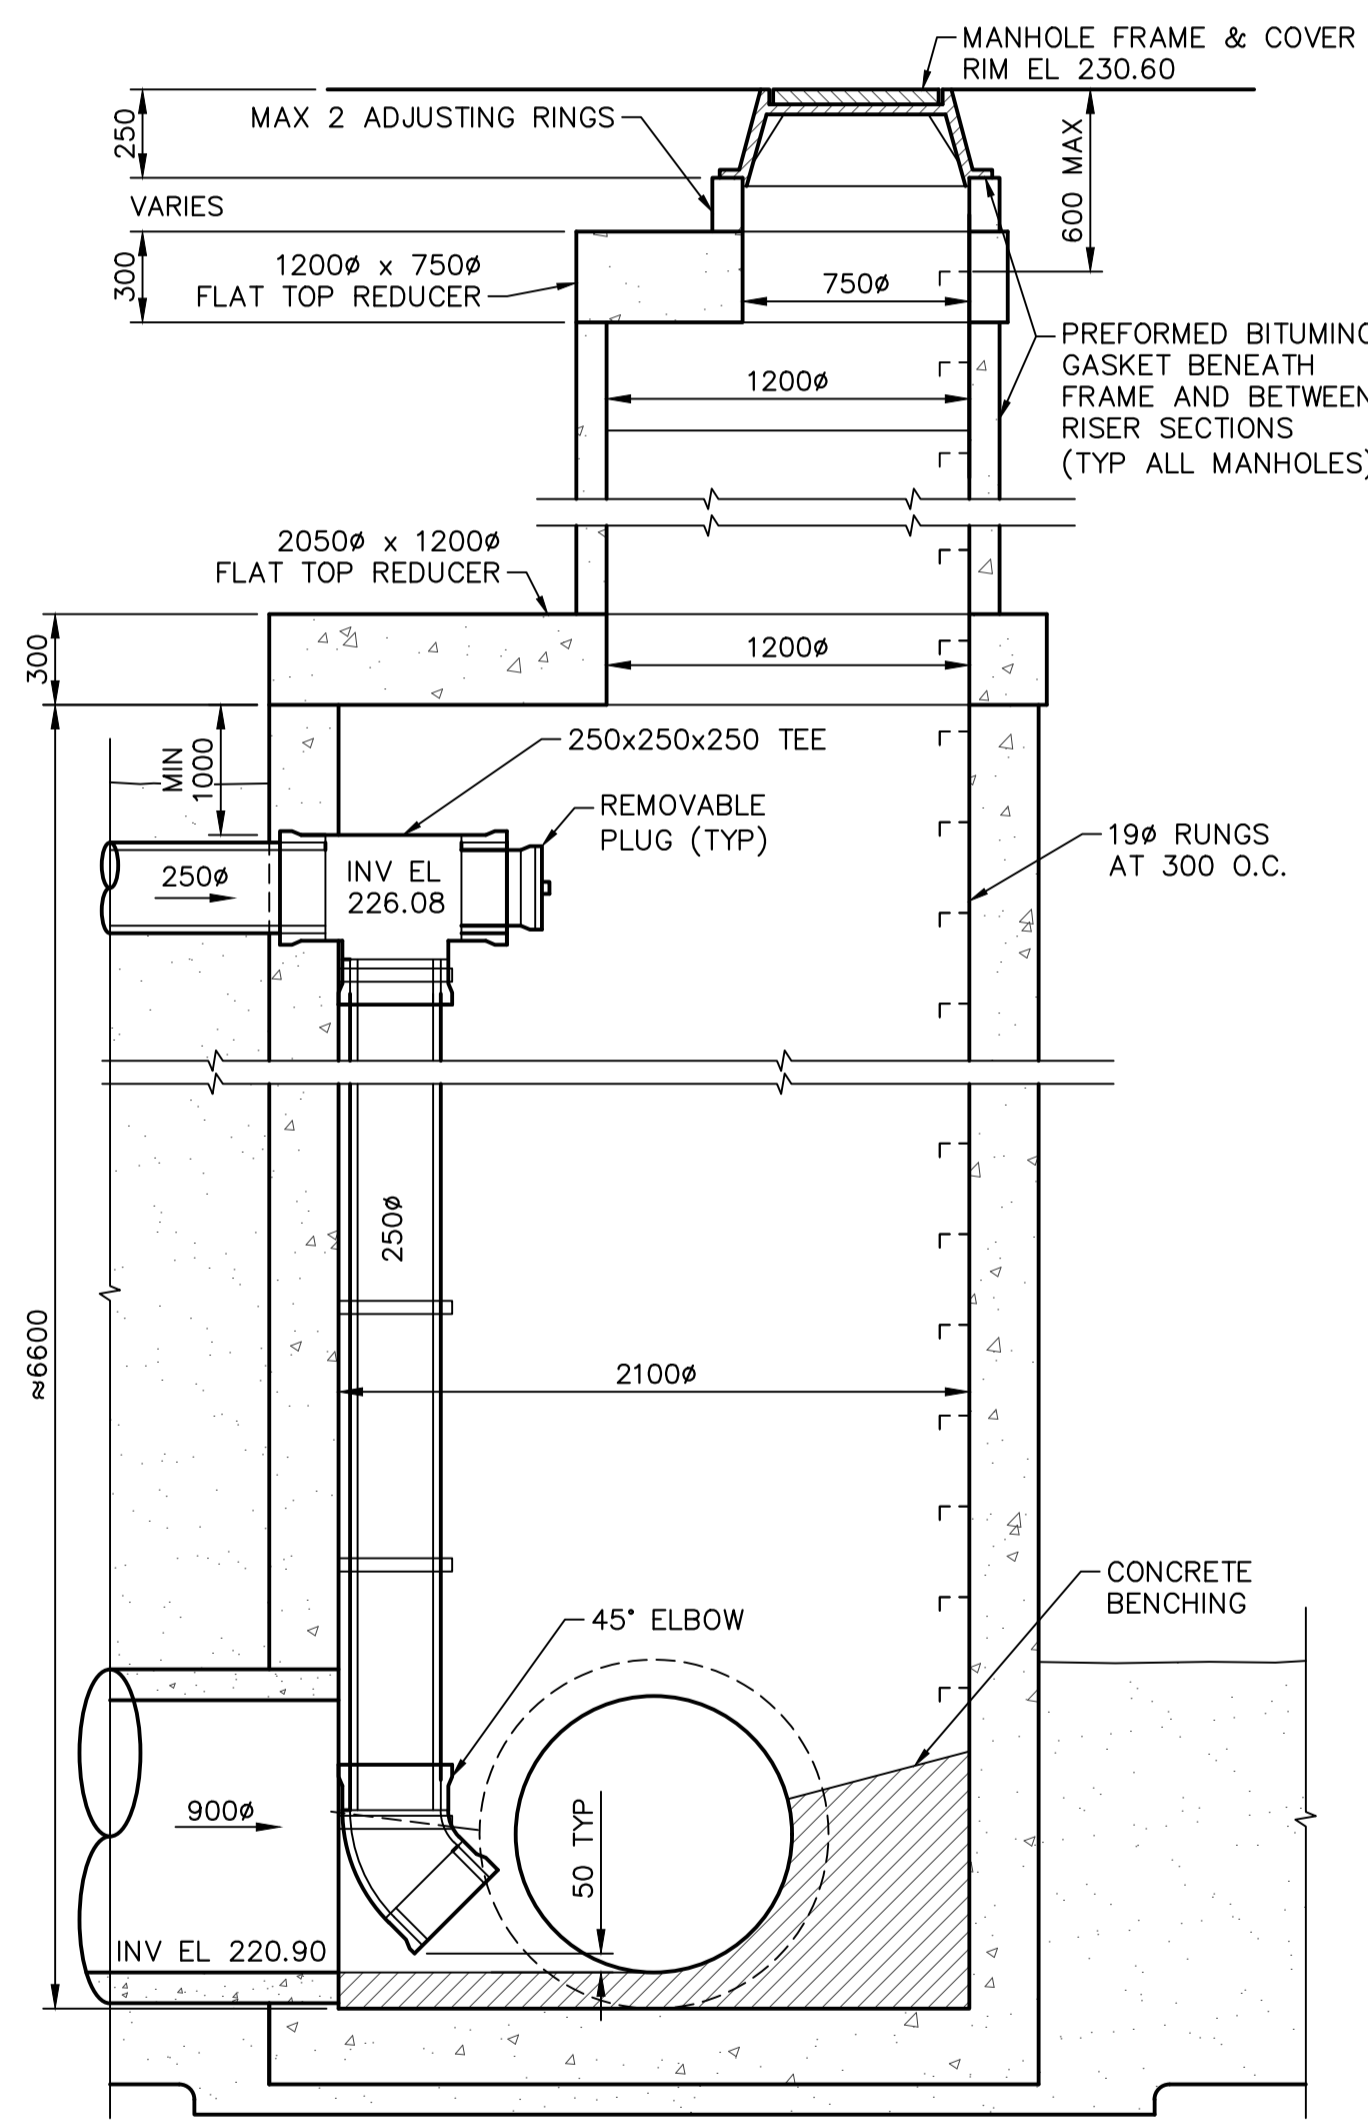 MANHOLE FRAME & COVER
RIM EL 230.60
MAX 2 ADJUSTING RINGS
250
600 MAX
VARIES
300
1200ø x 750ø
FLAT TOP REDUCER
750ø
PREFORMED BITUMINO
GASKET BENEATH
FRAME AND BETWEEN
RISER SECTIONS
(TYP ALL MANHOLES)
1200ø
2050ø x 1200ø
FLAT TOP REDUCER
300
1200ø
MIN
1000
250x250x250 TEE
REMOVABLE
PLUG (TYP)
19ø RUNGS
AT 300 O.C.
250ø
INV EL
226.08
250ø
≈6600
2100ø
CONCRETE
BENCHING
45° ELBOW
900ø
50 TYP
INV EL 220.90